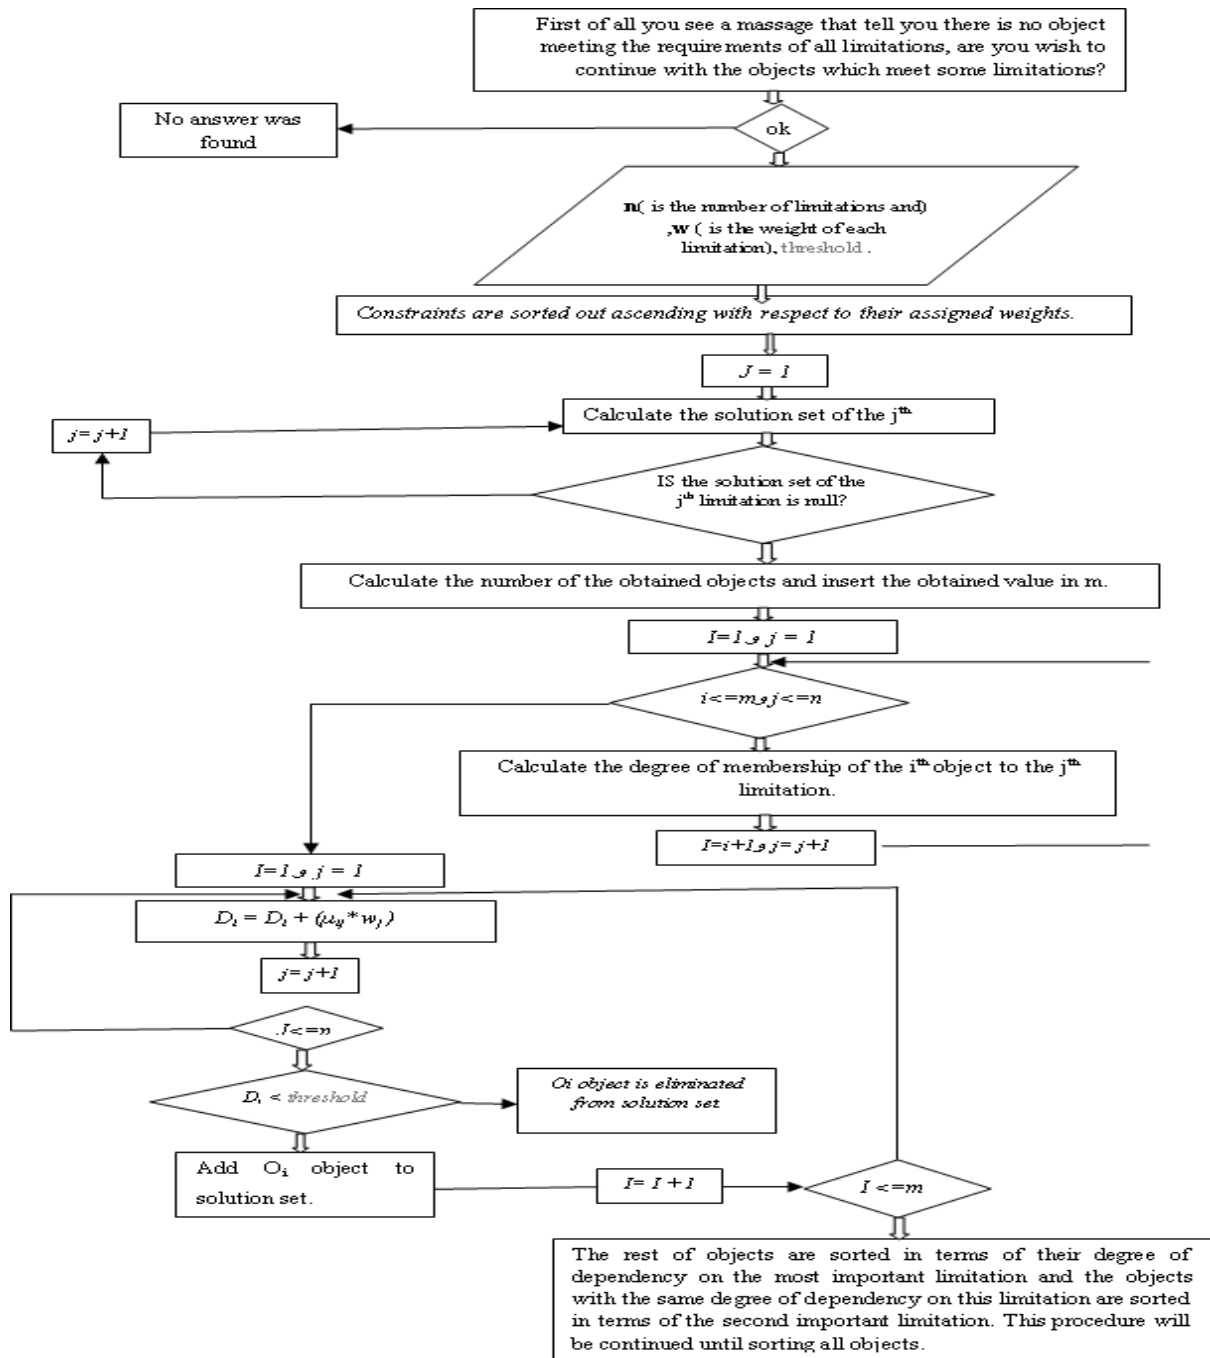 First of all you see a massage that tell you there is no object
meeting the requirements of all limitations, are you wish to
continue with the objects which meet some limitations?
No answer was
found
ok
n( is the number of limitations and)
,w ( is the weight of each
limitation), threshold .
Constraints are sorted out ascending with respect to their assigned weights.
J = 1
Calculate the solution set of the jᵗʰ
j= j+1
IS the solution set of the
jᵗʰ limitation is null?
Calculate the number of the obtained objects and insert the obtained value in m.
I=1 و j = 1
i<=m و j<=n
Calculate the degree of membership of the iᵗʰ object to the jᵗʰ
limitation.
I=i+1 و j= j+1
I=1 و j = 1
Dᵢ = Dᵢ + (μᵢⱼ* wⱼ )
j= j+1
J<=n
Dᵢ < threshold
Oi object is eliminated
from solution set
Add Oᵢ object to
solution set.
I= I +1
I <=m
The rest of objects are sorted in terms of their degree of
dependency on the most important limitation and the objects
with the same degree of dependency on this limitation are sorted
in terms of the second important limitation. This procedure will
be continued until sorting all objects.